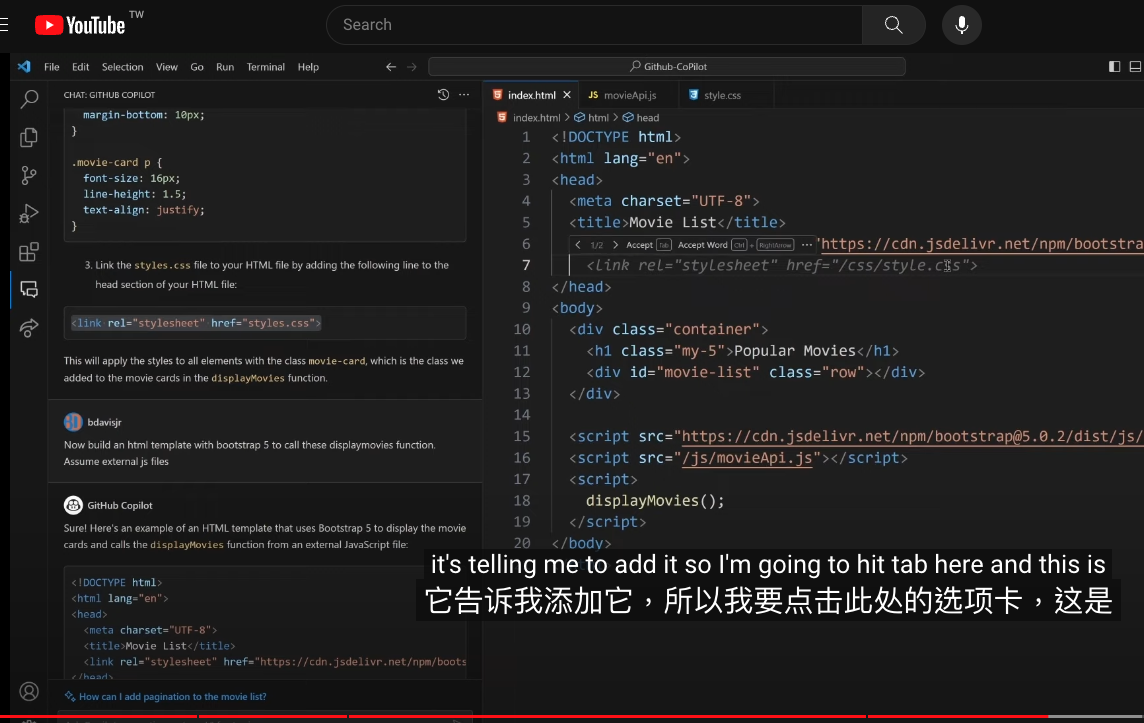 YouTube TW
Search
File Edit Selection View Go Run Terminal Help
Github-CoPilot
CHAT: GITHUB COPILOT
margin-bottom: 10px;
}
.movie-card p {
font-size: 16px;
line-height: 1.5;
text-align: justify;
}
3. Link the styles.css file to your HTML file by adding the following line to the
head section of your HTML file:
<link rel="stylesheet" href="styles.css">
This will apply the styles to all elements with the class movie-card, which is the class we
added to the movie cards in the displayMovies function.
bdavisjr
Now build an html template with bootstrap 5 to call these displaymovies function.
Assume external js files
GitHub Copilot
Sure! Here's an example of an HTML template that uses Bootstrap 5 to display the movie
cards and calls the displayMovies function from an external JavaScript file:
<!DOCTYPE html>
<html lang="en">
<head>
<meta charset="UTF-8">
<title>Movie List</title>
<link rel="stylesheet" href="https://cdn.jsdelivr.net/npm/boots
</head>
How can I add pagination to the movie list?
index.html JS movieApi.js style.css
index.html > html > head
1 <!DOCTYPE html>
2 <html lang="en">
3 <head>
4 <meta charset="UTF-8">
5 <title>Movie List</title>
6 < 1/2 > Accept Tab Accept Word Ctrl + RightArrow ... "https://cdn.jsdelivr.net/npm/bootstra
7 <link rel="stylesheet" href="/css/style.css">
8 </head>
9 <body>
10 <div class="container">
11 <h1 class="my-5">Popular Movies</h1>
12 <div id="movie-list" class="row"></div>
13 </div>
14
15 <script src="https://cdn.jsdelivr.net/npm/bootstrap@5.0.2/dist/js/
16 <script src="/js/movieApi.js"></script>
17 <script>
18 displayMovies();
19 </script>
20 </body>
it's telling me to add it so I'm going to hit tab here and this is
它告诉我添加它，所以我要点击此处的选项卡，这是